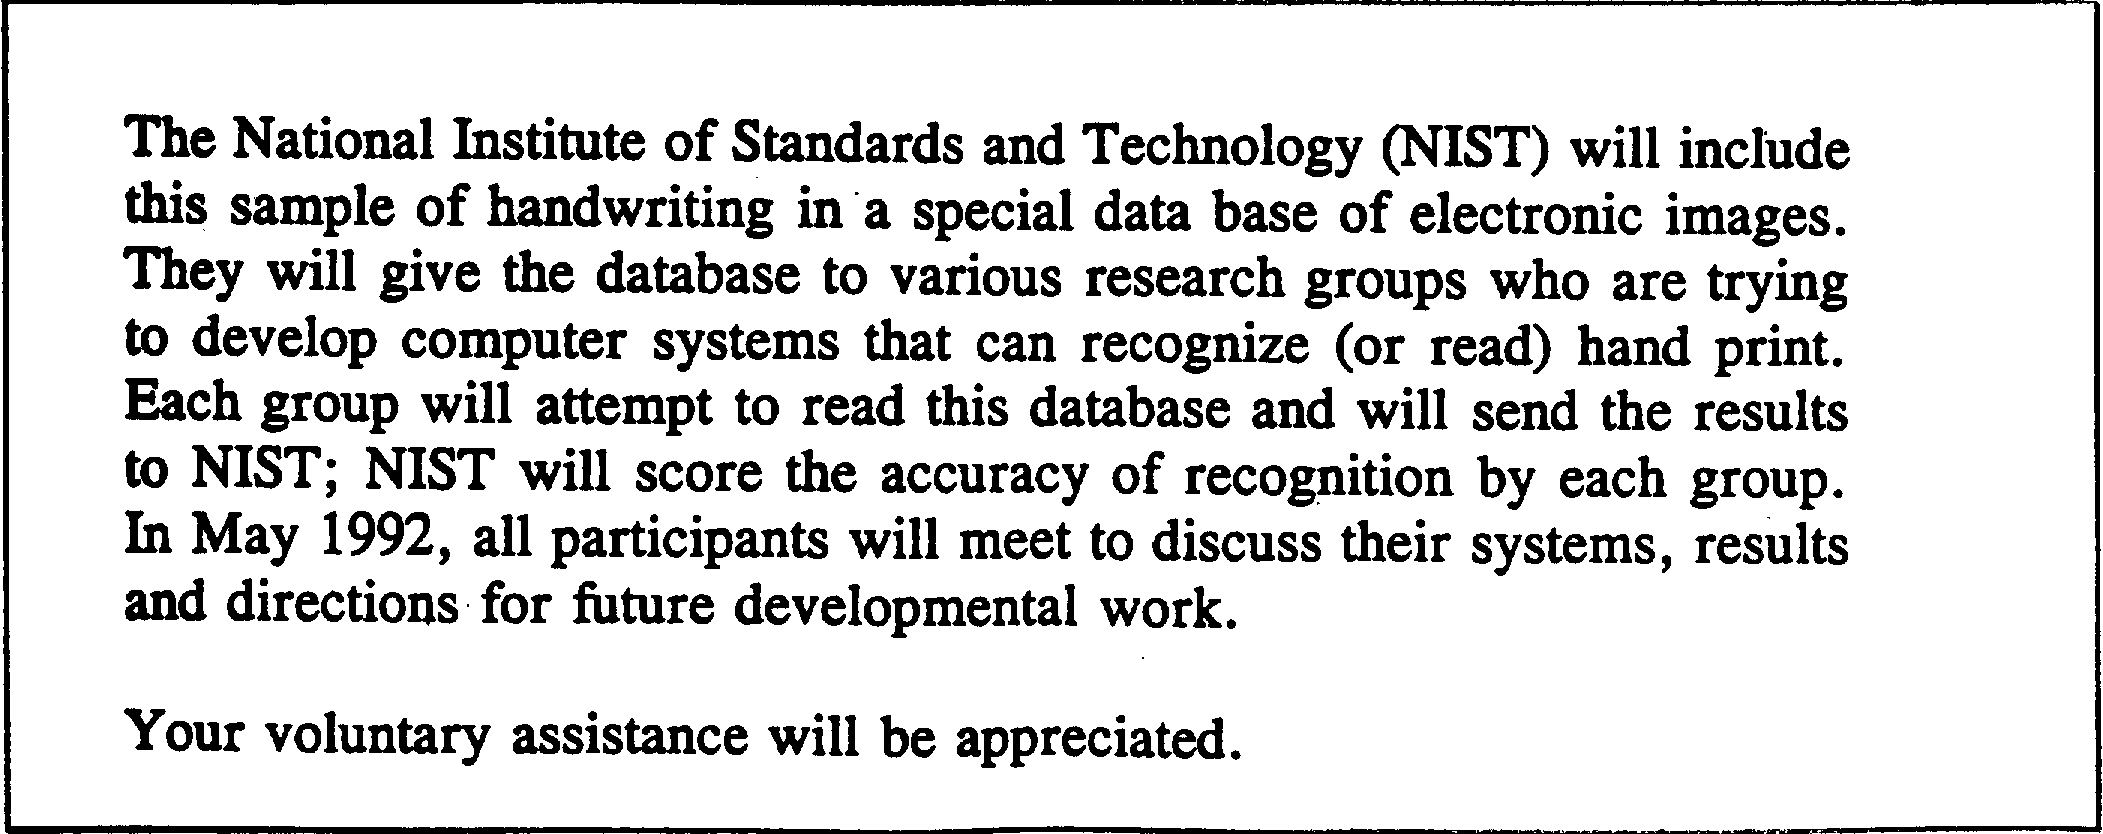 The National Institute of Standards and Technology (NIST) will include
this sample of handwriting in a special data base of electronic images.
They will give the database to various research groups who are trying
to develop computer systems that can recognize (or read) hand print.
Each group will attempt to read this database and will send the results
to NIST; NIST will score the accuracy of recognition by each group.
In May 1992, all participants will meet to discuss their systems, results
and directions for future developmental work.
Your voluntary assistance will be appreciated.